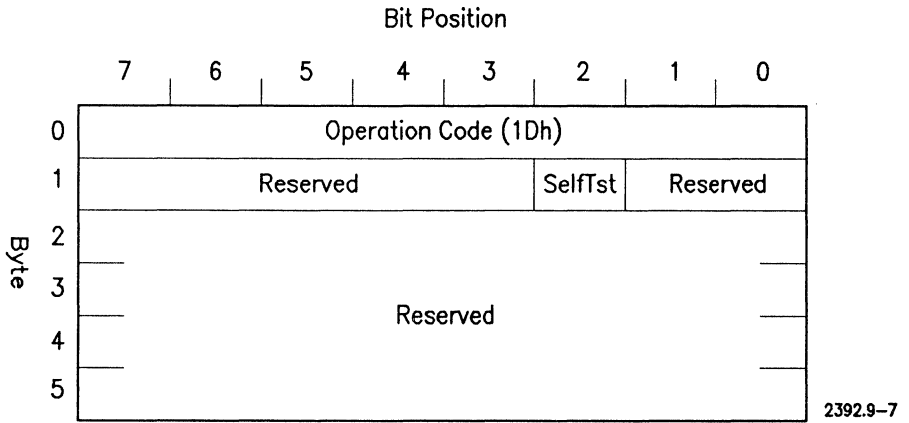 Bit Position
7 6 5 4 3 2 1 0
0 Operation Code (1Dh)
1 Reserved SelfTst Reserved
2
Byte
3
Reserved
4
5
2392.9-7